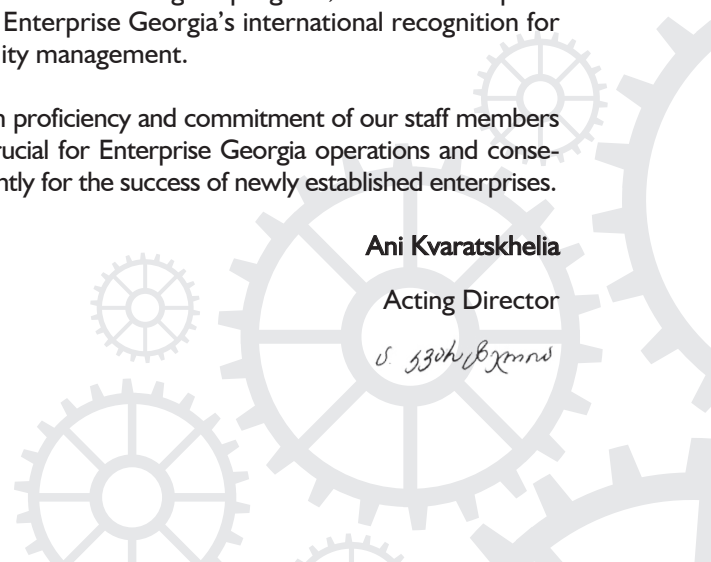 Enterprise Georgia's international recognition for
ity management.
proficiency and commitment of our staff members
rucial for Enterprise Georgia operations and conse-
ntly for the success of newly established enterprises.
Ani Kvaratskhelia
Acting Director
ა. კვარაცხელია